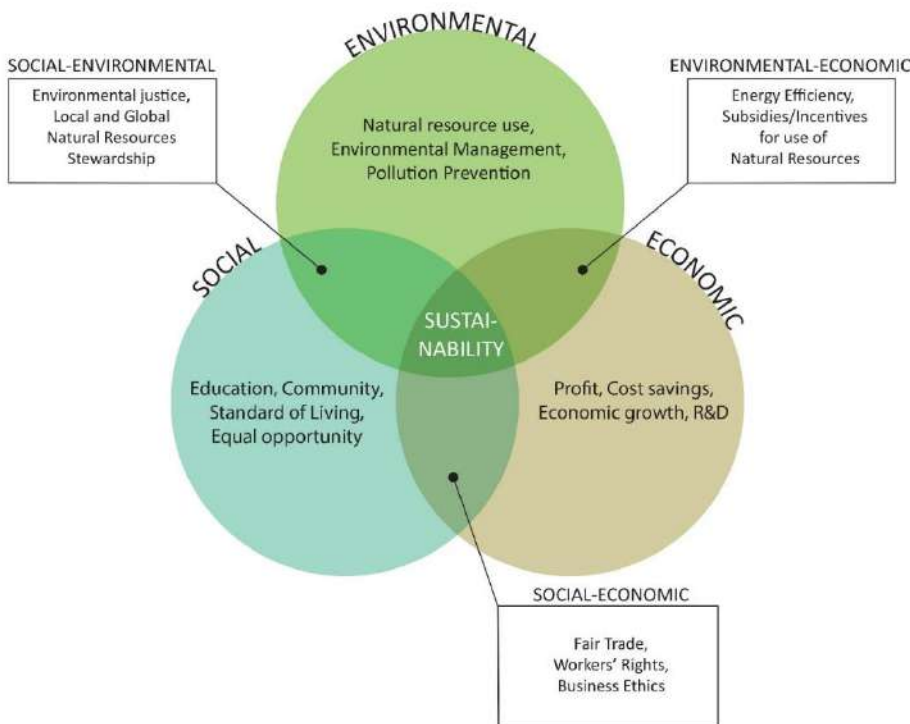 ENVIRONMENTAL
SOCIAL-ENVIRONMENTAL
Environmental justice,
Local and Global
Natural Resources
Stewardship
ENVIRONMENTAL-ECONOMIC
Energy Efficiency,
Subsidies/Incentives
for use of
Natural Resources
Natural resource use,
Environmental Management,
Pollution Prevention
SOCIAL
ECONOMIC
SUSTAI-
NABILITY
Education, Community,
Standard of Living,
Equal opportunity
Profit, Cost savings,
Economic growth, R&D
SOCIAL-ECONOMIC
Fair Trade,
Workers' Rights,
Business Ethics